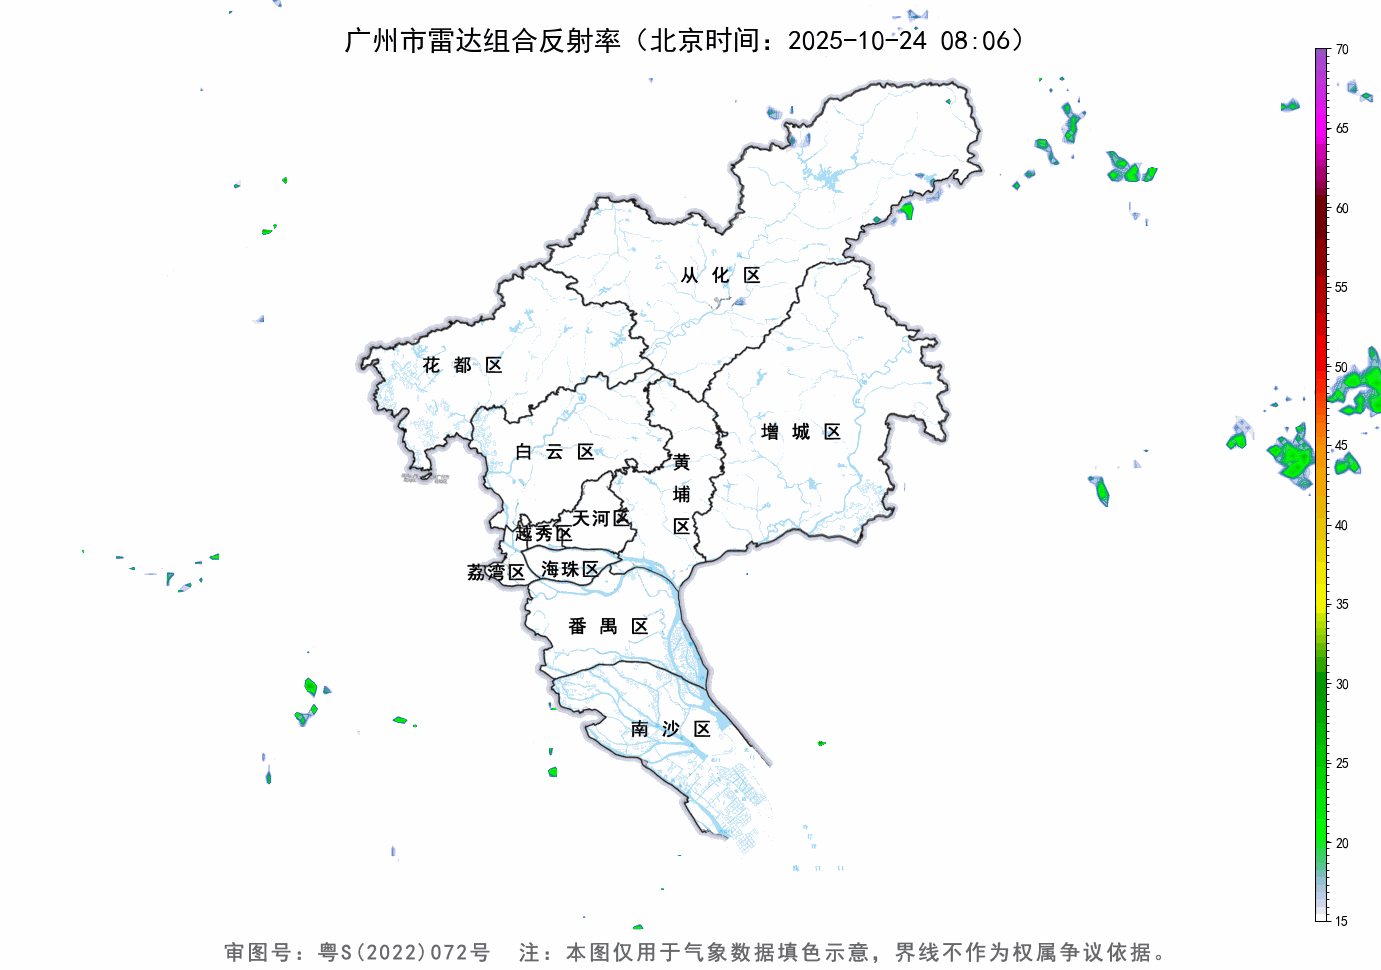 广州市雷达组合反射率（北京时间：2025-10-24 08:06）
70
65
60
55
50
45
40
35
30
25
20
15
从化区
花都区
增城区
白云区
黄埔区
天河区
越秀区
荔湾区
海珠区
番禺区
南沙区
审图号：粤S(2022)072号　注：本图仅用于气象数据填色示意，界线不作为权属争议依据。